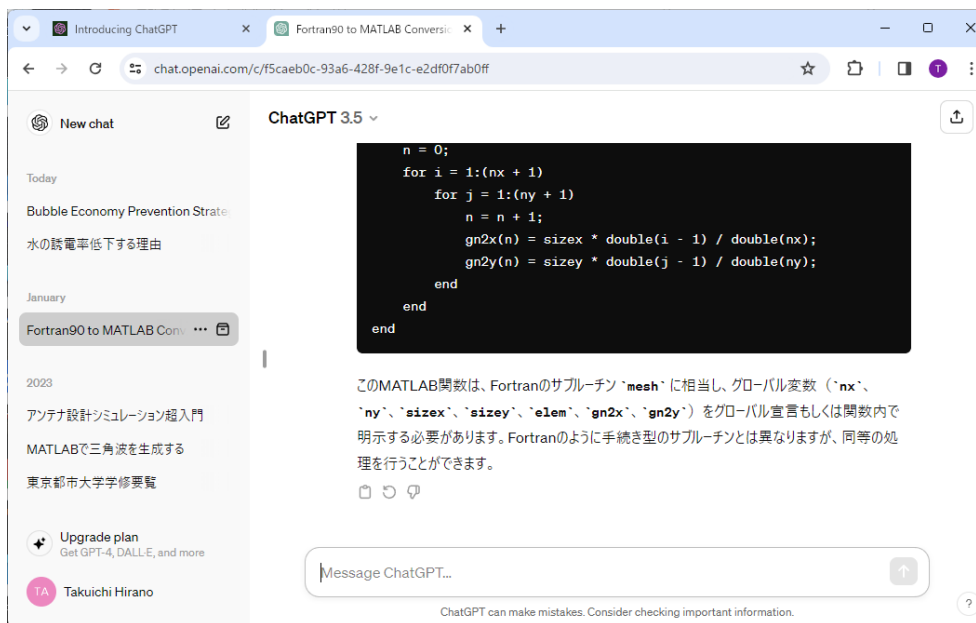 Introducing ChatGPT
Fortran90 to MATLAB Conversic
chat.openai.com/c/f5caeb0c-93a6-428f-9e1c-e2df0f7ab0ff
T
New chat
Today
Bubble Economy Prevention Strate
水の誘電率低下する理由
January
Fortran90 to MATLAB Conv
2023
アンテナ設計シミュレーション超入門
MATLABで三角波を生成する
東京都市大学学修要覧
Upgrade plan
Get GPT-4, DALL·E, and more
TA
Takuichi Hirano
ChatGPT 3.5
n = 0;
for i = 1:(nx + 1)
for j = 1:(ny + 1)
n = n + 1;
gn2x(n) = sizex * double(i - 1) / double(nx);
gn2y(n) = sizey * double(j - 1) / double(ny);
end
end
end
このMATLAB関数は、Fortranのサブルーチン `mesh` に相当し、グローバル変数（`nx`、
`ny`、`sizex`、`sizey`、`elem`、`gn2x`、`gn2y`）をグローバル宣言もしくは関数内で
明示する必要があります。Fortranのように手続き型のサブルーチンとは異なりますが、同等の処
理を行うことができます。
Message ChatGPT...
ChatGPT can make mistakes. Consider checking important information.
?